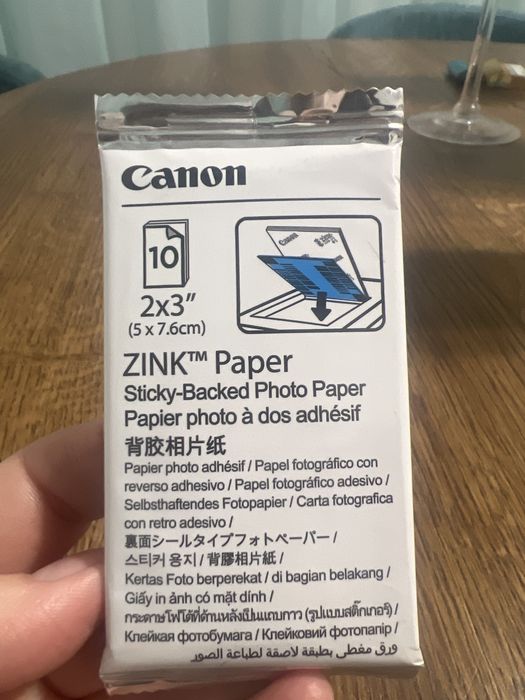 Canon
Canon
10
2x3"
(5 x 7.6cm)
ZINK™ Paper
Sticky-Backed Photo Paper
Papier photo à dos adhésif
背胶相片纸
Papier photo adhésif / Papel fotográfico con
reverso adhesivo / Papel fotográfico adesivo /
Selbsthaftendes Fotopapier / Carta fotografica
con retro adesivo /
裏面シールタイプフォトペーパー /
스티커 용지 / 背膠相片紙 /
Kertas Foto berperekat / di bagian belakang /
Giấy in ảnh có mặt dính /
กระดาษโฟโต้ที่ด้านหลังเป็นแถบกาว (รูปแบบสติ๊กเกอร์) /
Клейкая фотобумага / Клейковий фотопапір /
ورق مغطى بطبقة لاصقة لطباعة الصور